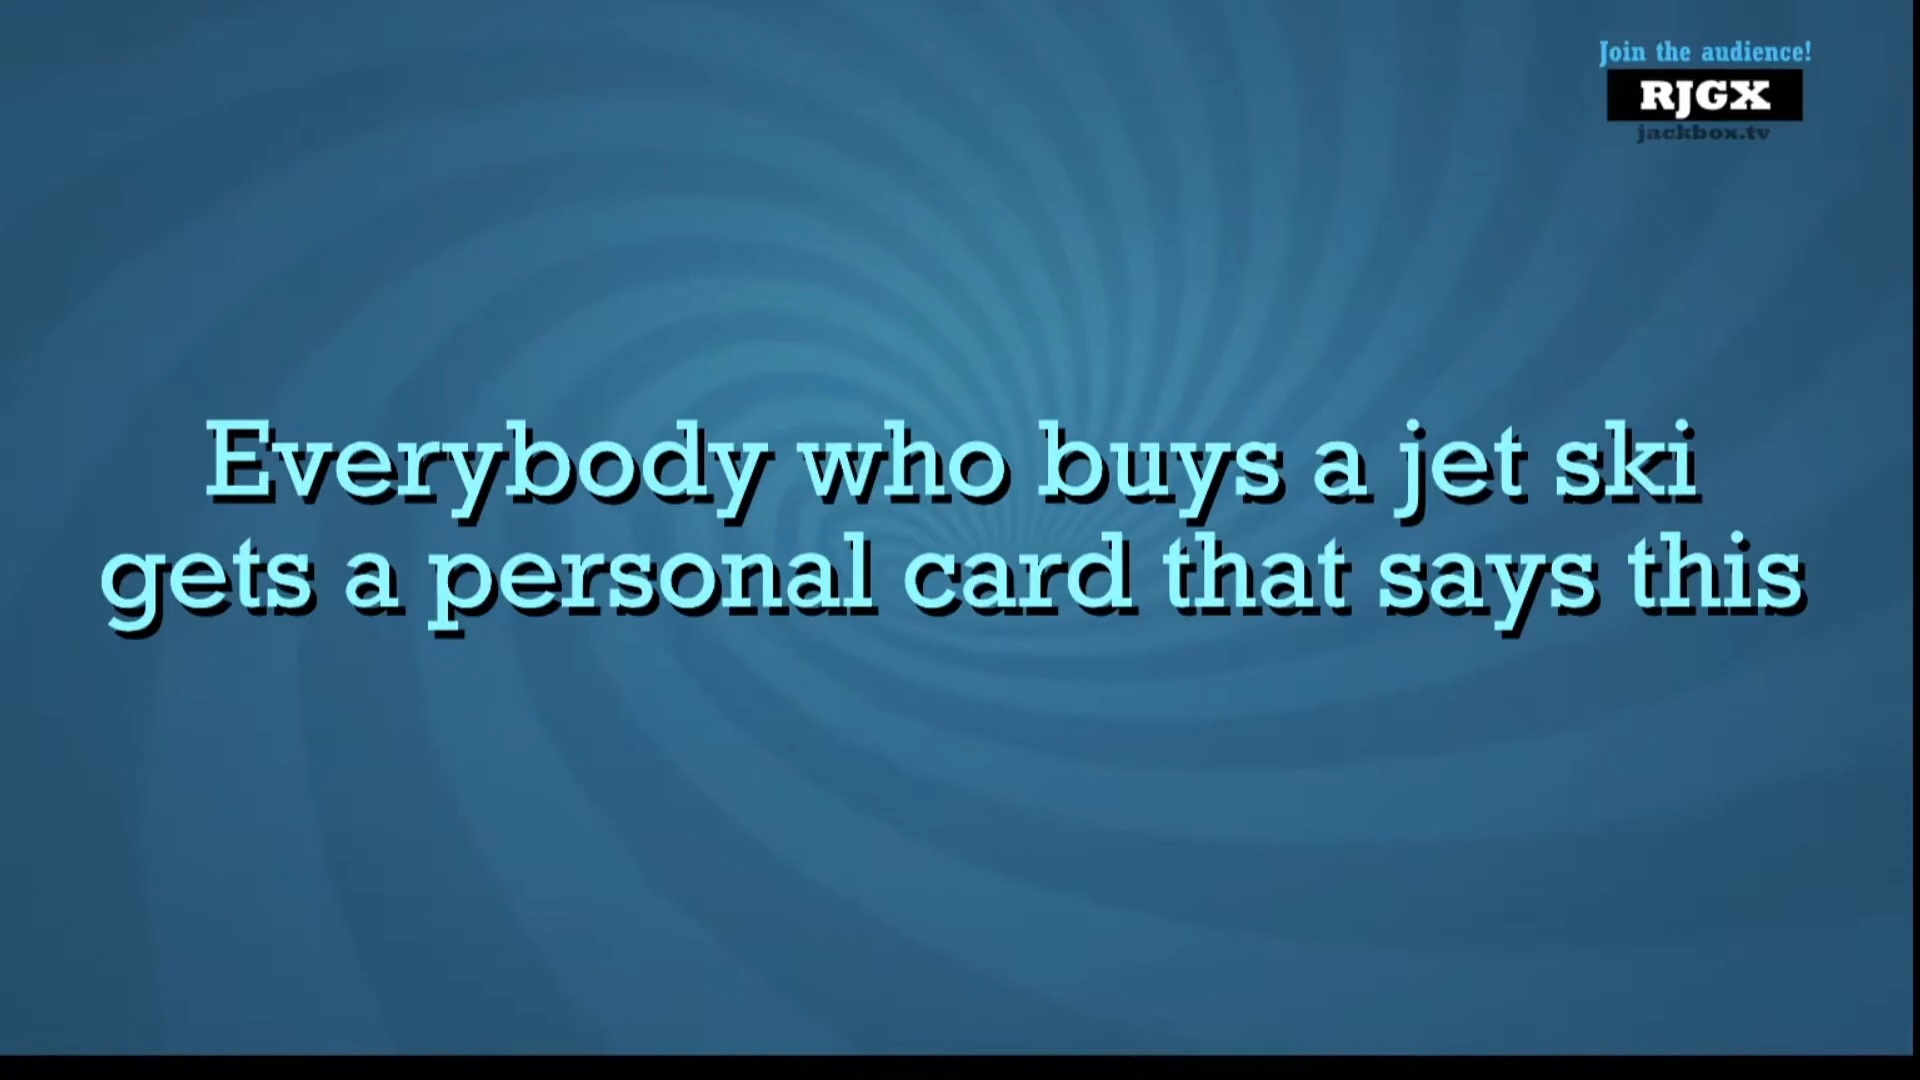 Join the audience!
RJGX
jackbox.tv
Everybody who buys a jet ski
gets a personal card that says this